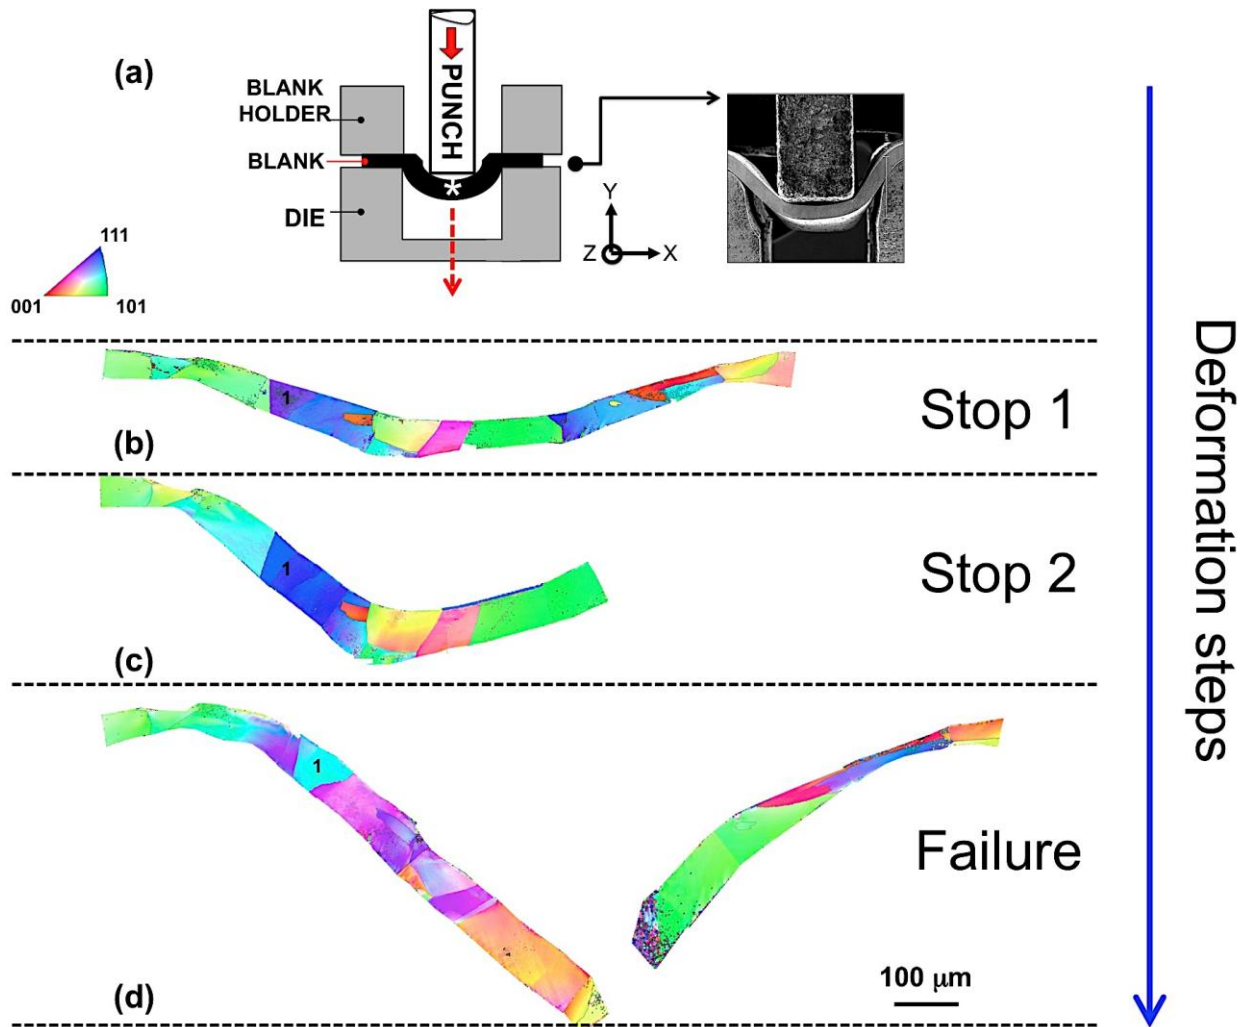 (a)
BLANK
HOLDER
BLANK
DIE
PUNCH
*
Y
Z
X
111
001
101
1
Stop 1
(b)
1
Stop 2
(c)
1
Failure
(d)
100 μm
Deformation steps